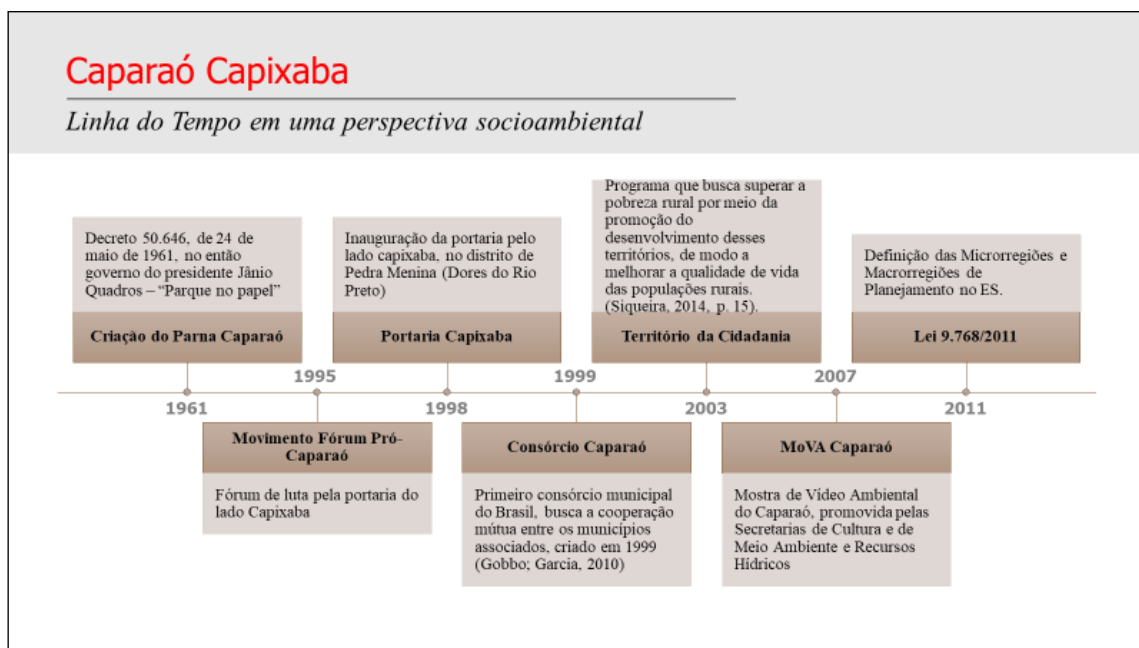 Caparaó Capixaba
Linha do Tempo em uma perspectiva socioambiental
Decreto 50.646, de 24 de
maio de 1961, no então
governo do presidente Jânio
Quadros – “Parque no papel”
Criação do Parna Caparaó
1961
1995
Movimento Fórum Pró-
Caparaó
Fórum de luta pela portaria do
lado Capixaba
Inauguração da portaria pelo
lado capixaba, no distrito de
Pedra Menina (Dores do Rio
Preto)
Portaria Capixaba
1998
1999
Consórcio Caparaó
Primeiro consórcio municipal
do Brasil, busca a cooperação
mútua entre os municípios
associados, criado em 1999
(Gobbo; Garcia, 2010)
Programa que busca superar a
pobreza rural por meio da
promoção do
desenvolvimento desses
territórios, de modo a
melhorar a qualidade de vida
das populações rurais.
(Siqueira, 2014, p. 15).
Território da Cidadania
2003
2007
MoVA Caparaó
Mostra de Vídeo Ambiental
do Caparaó, promovida pelas
Secretarias de Cultura e de
Meio Ambiente e Recursos
Hídricos
Definição das Microrregiões e
Macrorregiões de
Planejamento no ES.
Lei 9.768/2011
2011